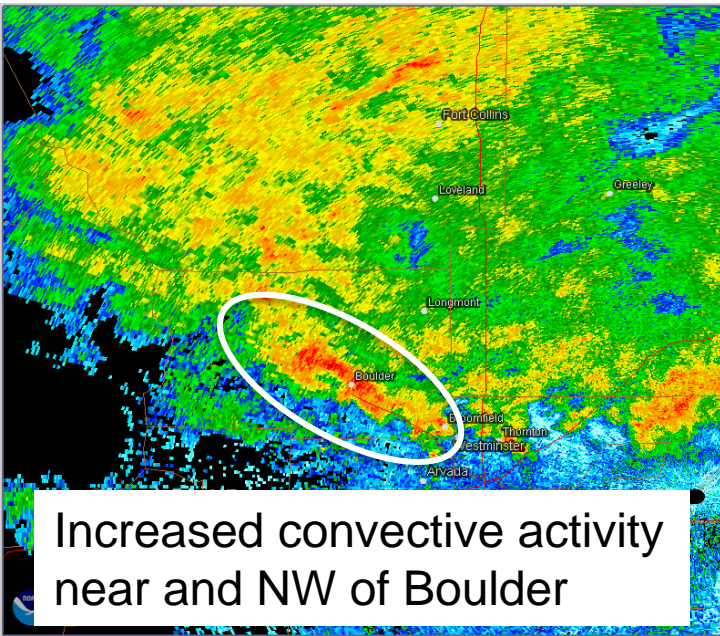 Fort Collins
Loveland
Greeley
Longmont
Boulder
Broomfield
Thornton
Westminster
Arvada
Increased convective activity
near and NW of Boulder